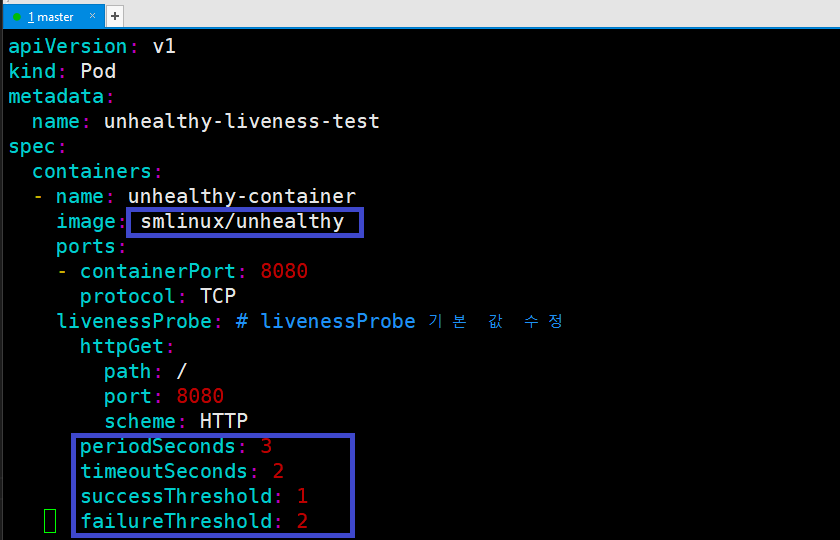 1 master × +
apiVersion: v1
kind: Pod
metadata:
  name: unhealthy-liveness-test
spec:
  containers:
  - name: unhealthy-container
    image: smlinux/unhealthy
    ports:
    - containerPort: 8080
      protocol: TCP
    livenessProbe: # livenessProbe 기본 값 수정
      httpGet:
        path: /
        port: 8080
        scheme: HTTP
      periodSeconds: 3
      timeoutSeconds: 2
      successThreshold: 1
      failureThreshold: 2